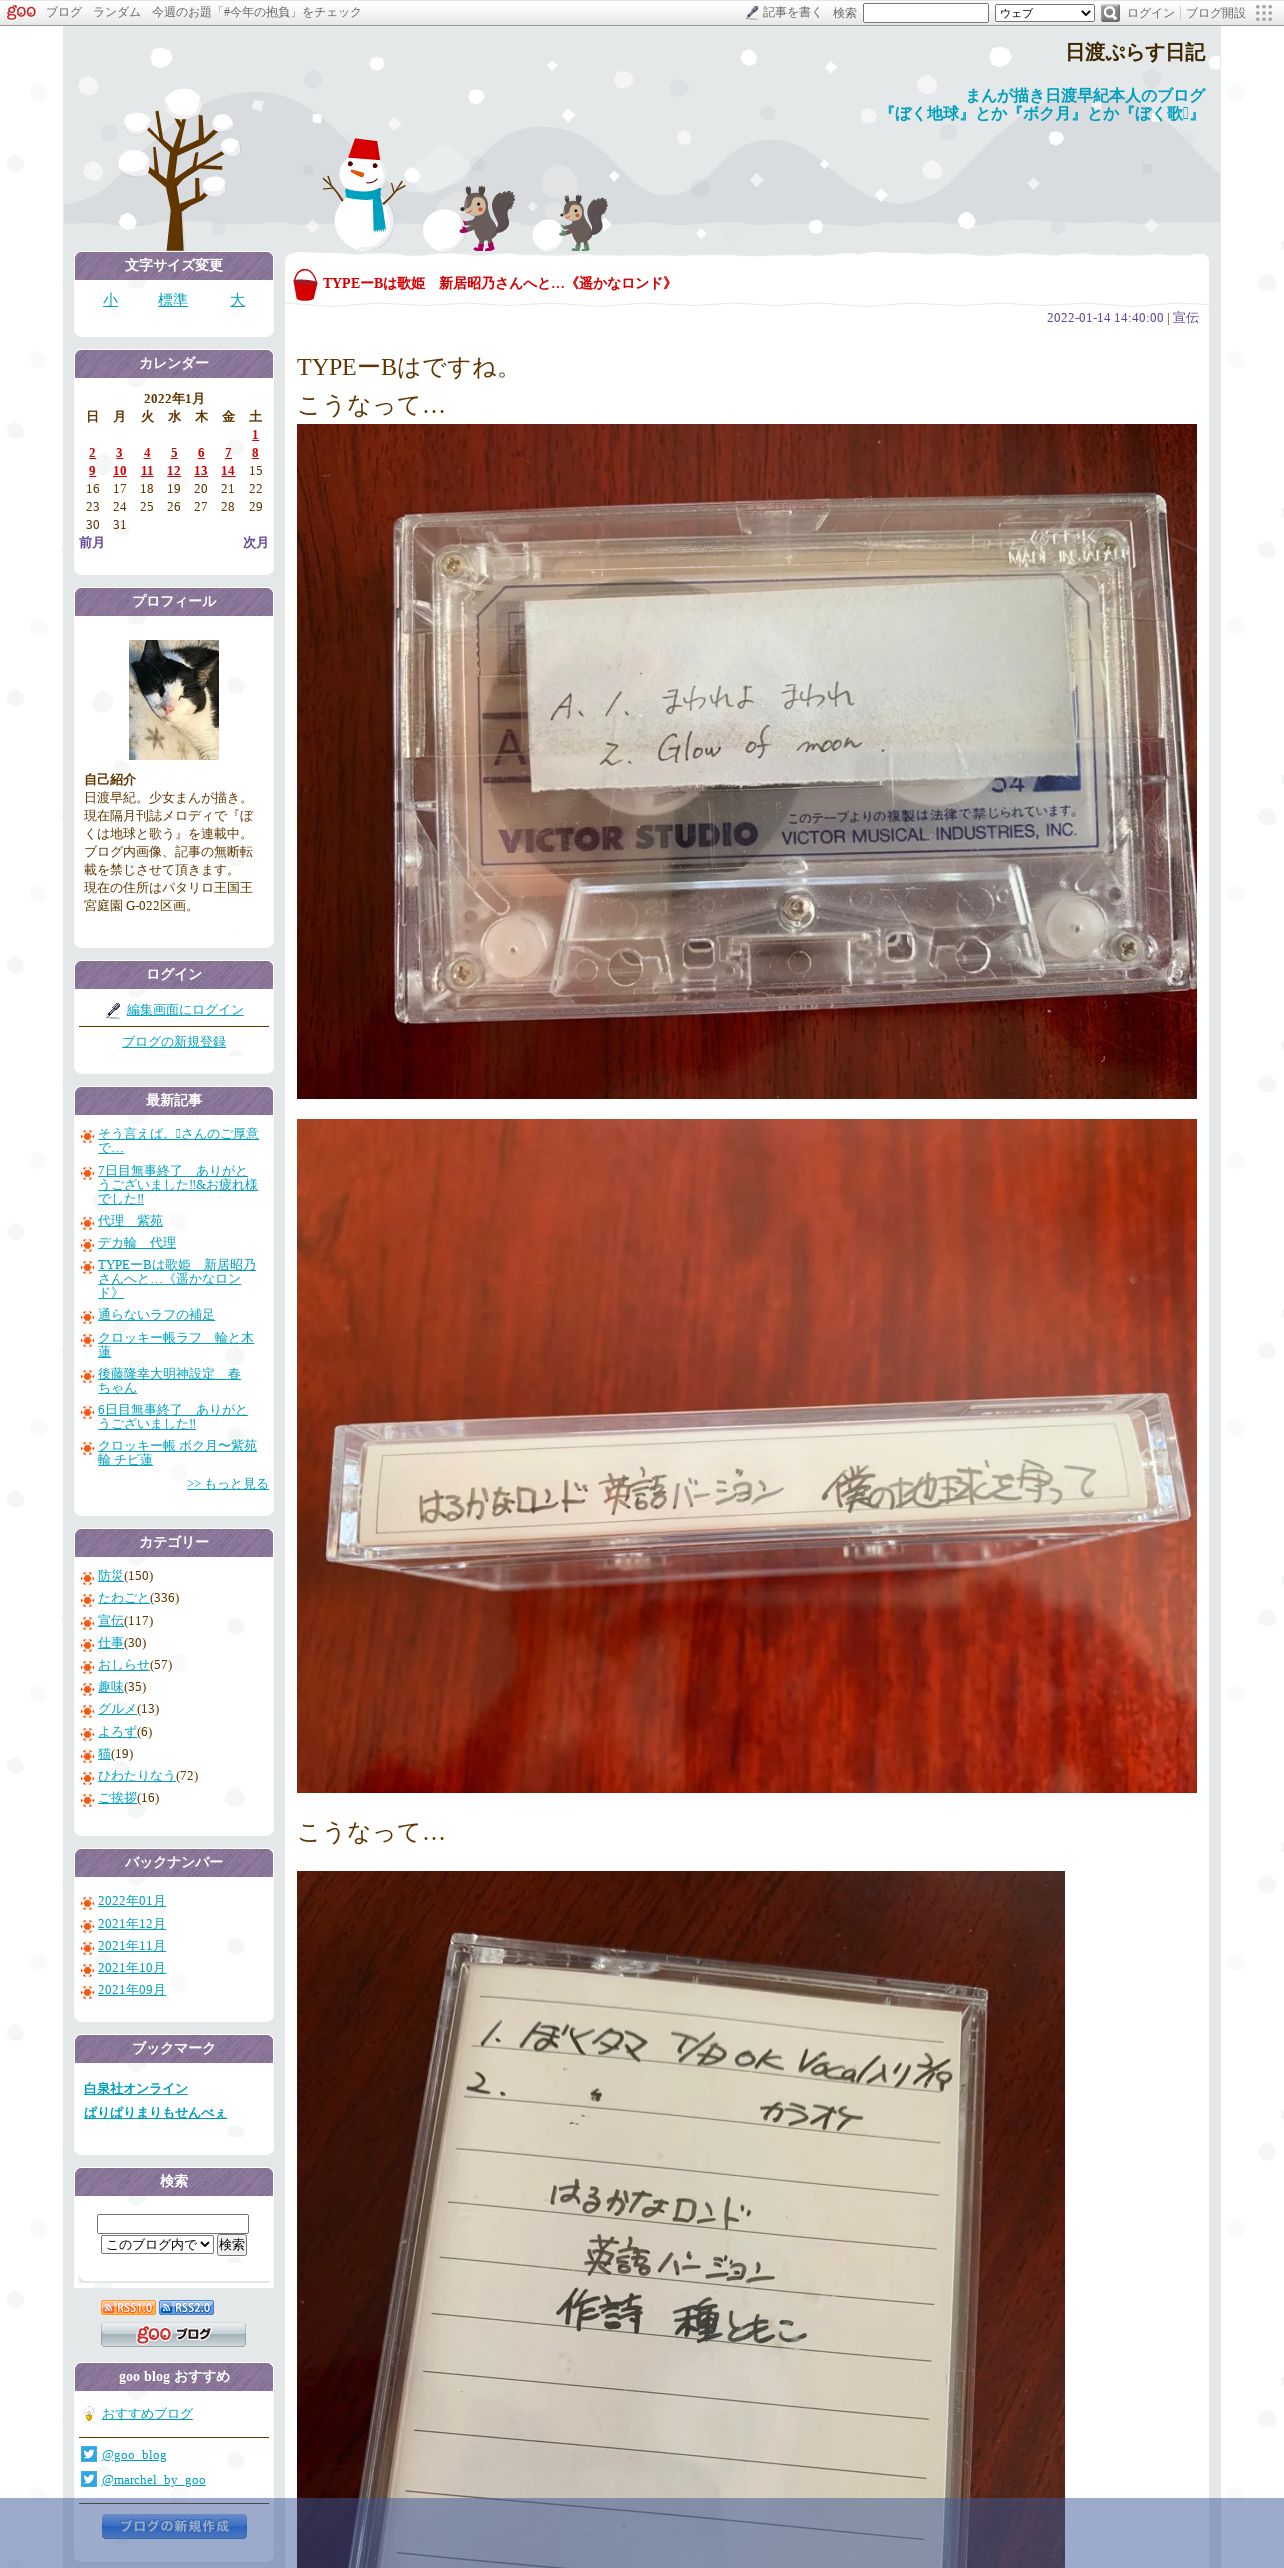 goo ブログ ランダム 今週のお題「#今年の抱負」をチェック 記事を書く 検索 ウェブ ログイン ブログ開設
日渡ぷらす日記
まんが描き日渡早紀本人のブログ
『ぼく地球』とか『ボク月』とか『ぼく歌』
文字サイズ変更
小 標準 大
カレンダー
2022年1月
日 月 火 水 木 金 土
1
2 3 4 5 6 7 8
9 10 11 12 13 14 15
16 17 18 19 20 21 22
23 24 25 26 27 28 29
30 31
前月 次月
プロフィール
自己紹介
日渡早紀。少女まんが描き。
現在隔月刊誌メロディで『ぼ
くは地球と歌う』を連載中。
ブログ内画像、記事の無断転
載を禁じさせて頂きます。
現在の住所はパタリロ王国王
宮庭園 G-022区画。
ログイン
編集画面にログイン
ブログの新規登録
最新記事
そう言えば。さんのご厚意
で…
7日目無事終了 ありがと
うございました!!&お疲れ様
でした!!
代理 紫苑
デカ輪 代理
TYPEーBは歌姫 新居昭乃
さんへと…《遥かなロン
ド》
通らないラフの補足
クロッキー帳ラフ 輪と木
蓮
後藤隆幸大明神設定 春
ちゃん
6日目無事終了 ありがと
うございました!!
クロッキー帳 ボク月〜紫苑
輪 チビ蓮
>> もっと見る
カテゴリー
防災(150)
たわごと(336)
宣伝(117)
仕事(30)
おしらせ(57)
趣味(35)
グルメ(13)
よろず(6)
猫(19)
ひわたりなう(72)
ご挨拶(16)
バックナンバー
2022年01月
2021年12月
2021年11月
2021年10月
2021年09月
ブックマーク
白泉社オンライン
ぱりぱりまりもせんべぇ
検索
このブログ内で 検索
RSS1.0 RSS2.0
goo ブログ
goo blog おすすめ
おすすめブログ
@goo_blog
@marchel_by_goo
ブログの新規作成
TYPEーBは歌姫 新居昭乃さんへと…《遥かなロンド》
2022-01-14 14:40:00 | 宣伝
TYPEーBはですね。
こうなって…
MADE IN JAPAN
A. 1. まわれよ まわれ
2. Glow of moon.
A
54
このテープよりの複製は法律で禁じられています。
VICTOR STUDIO VICTOR MUSICAL INDUSTRIES, INC.
はるかなロンド 英語バージョン 僕の地球を守って
こうなって…
1. ぼくタマ T/B OK Vocal入りネ
2. 〃 カラオケ
はるかなロンド
英語バージョン
作詩 種ともこ